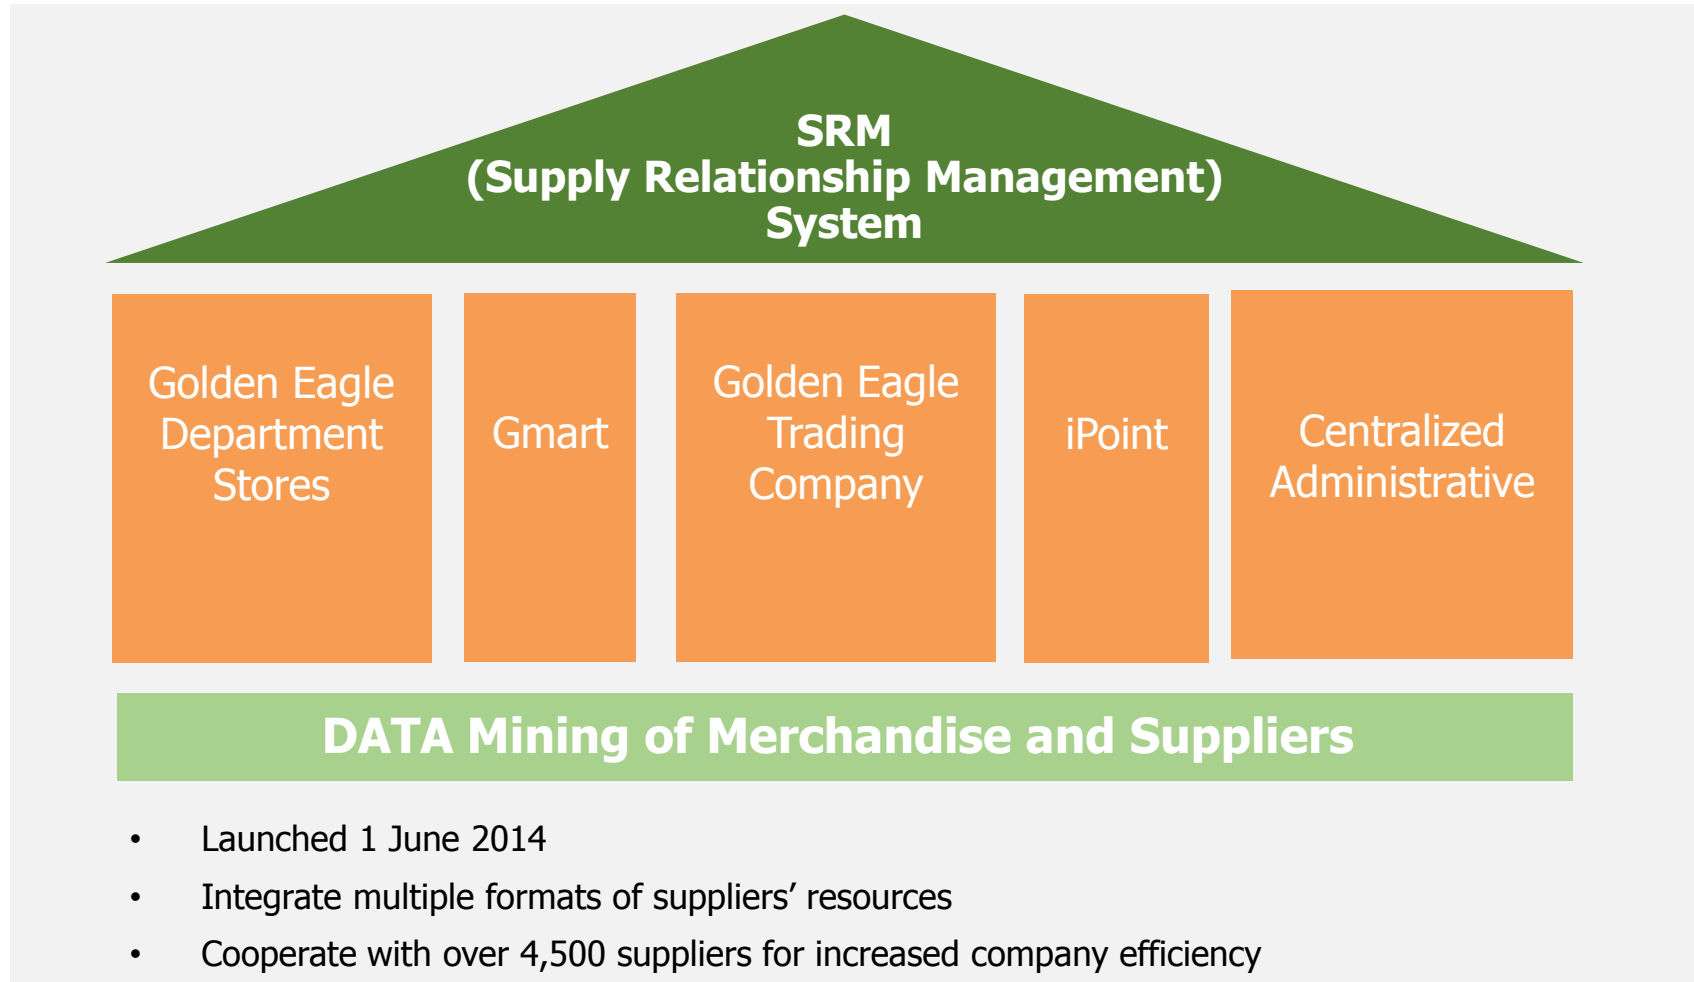 SRM
(Supply Relationship Management)
System
Golden Eagle
Department
Stores
Gmart
Golden Eagle
Trading
Company
iPoint
Centralized
Administrative
DATA Mining of Merchandise and Suppliers
• Launched 1 June 2014
• Integrate multiple formats of suppliers’ resources
• Cooperate with over 4,500 suppliers for increased company efficiency